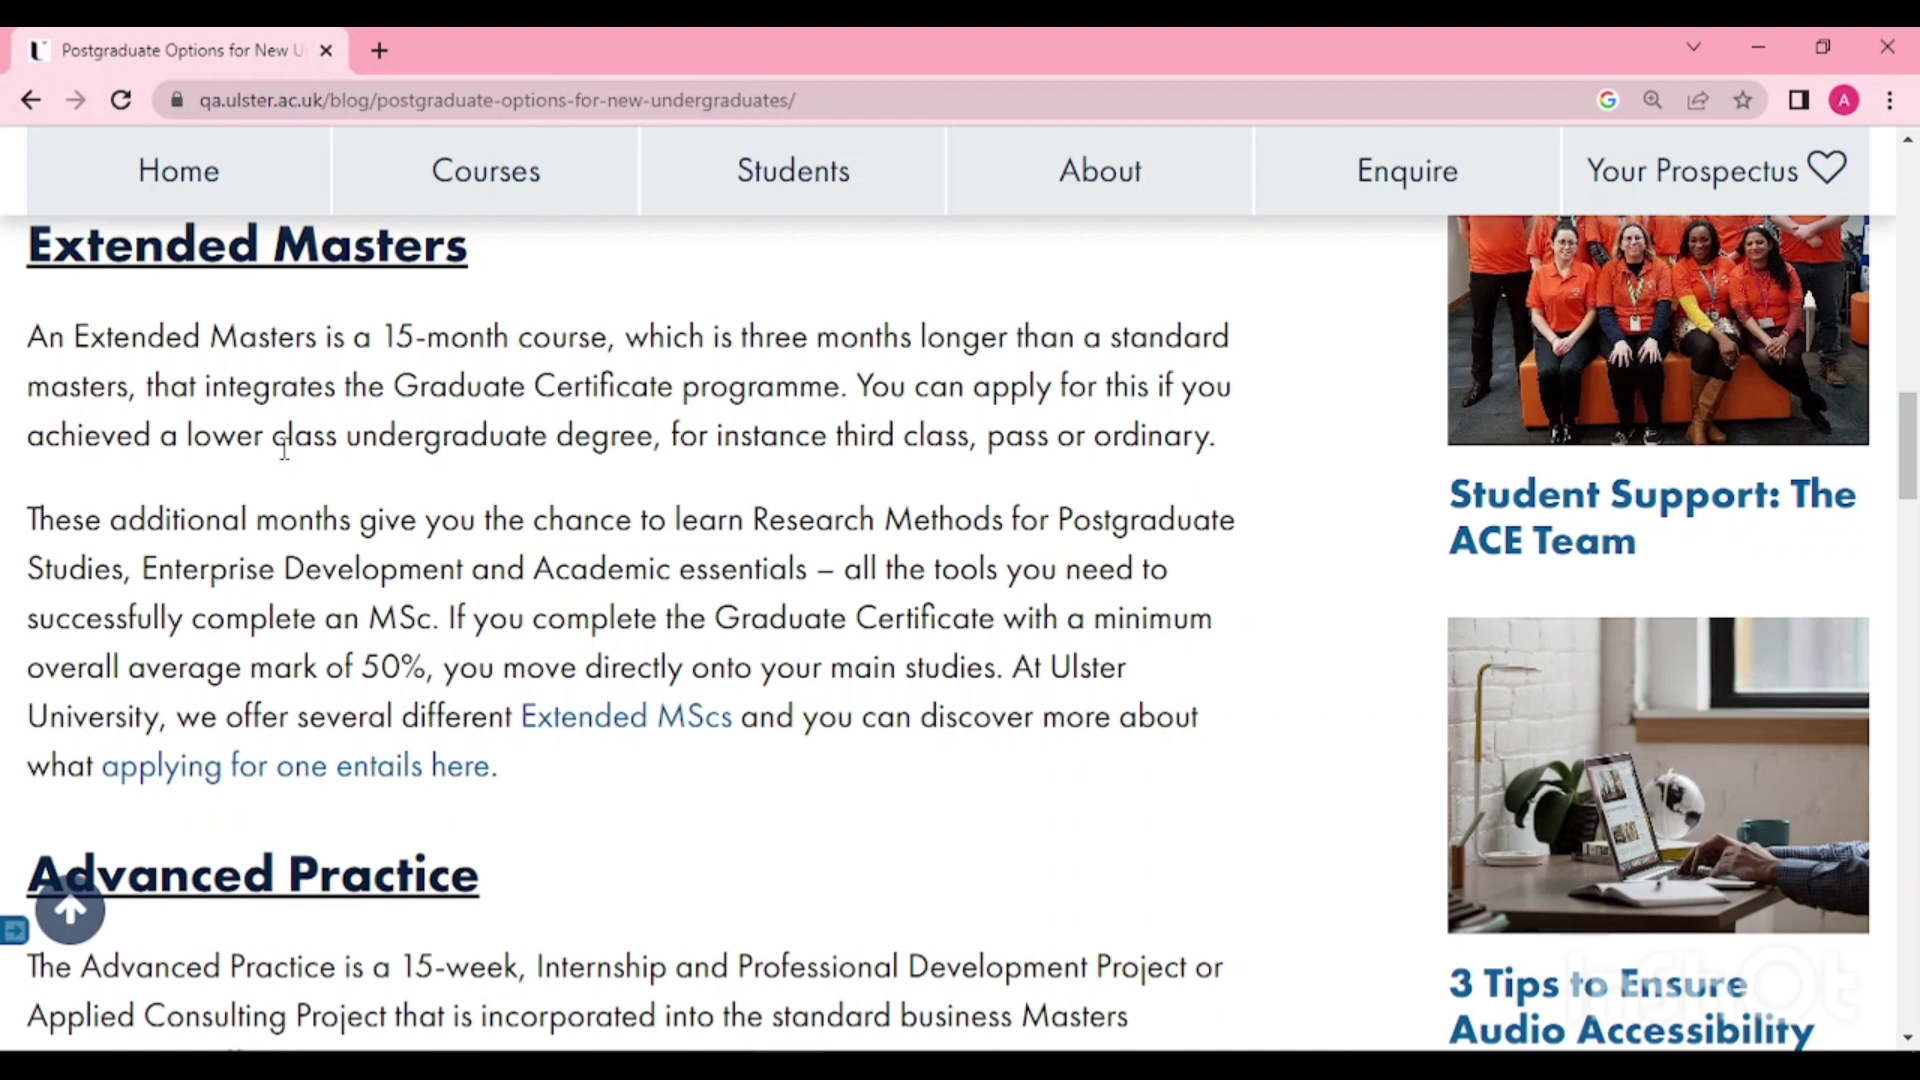 Postgraduate Options for New U
qa.ulster.ac.uk/blog/postgraduate-options-for-new-undergraduates/
A
Home
Courses
Students
About
Enquire
Your Prospectus
Extended Masters
An Extended Masters is a 15-month course, which is three months longer than a standard
masters, that integrates the Graduate Certificate programme. You can apply for this if you
achieved a lower class undergraduate degree, for instance third class, pass or ordinary.
These additional months give you the chance to learn Research Methods for Postgraduate
Studies, Enterprise Development and Academic essentials – all the tools you need to
successfully complete an MSc. If you complete the Graduate Certificate with a minimum
overall average mark of 50%, you move directly onto your main studies. At Ulster
University, we offer several different Extended MScs and you can discover more about
what applying for one entails here.
Advanced Practice
The Advanced Practice is a 15-week, Internship and Professional Development Project or
Applied Consulting Project that is incorporated into the standard business Masters
Student Support: The
ACE Team
3 Tips to Ensure
Audio Accessibility
InShOt